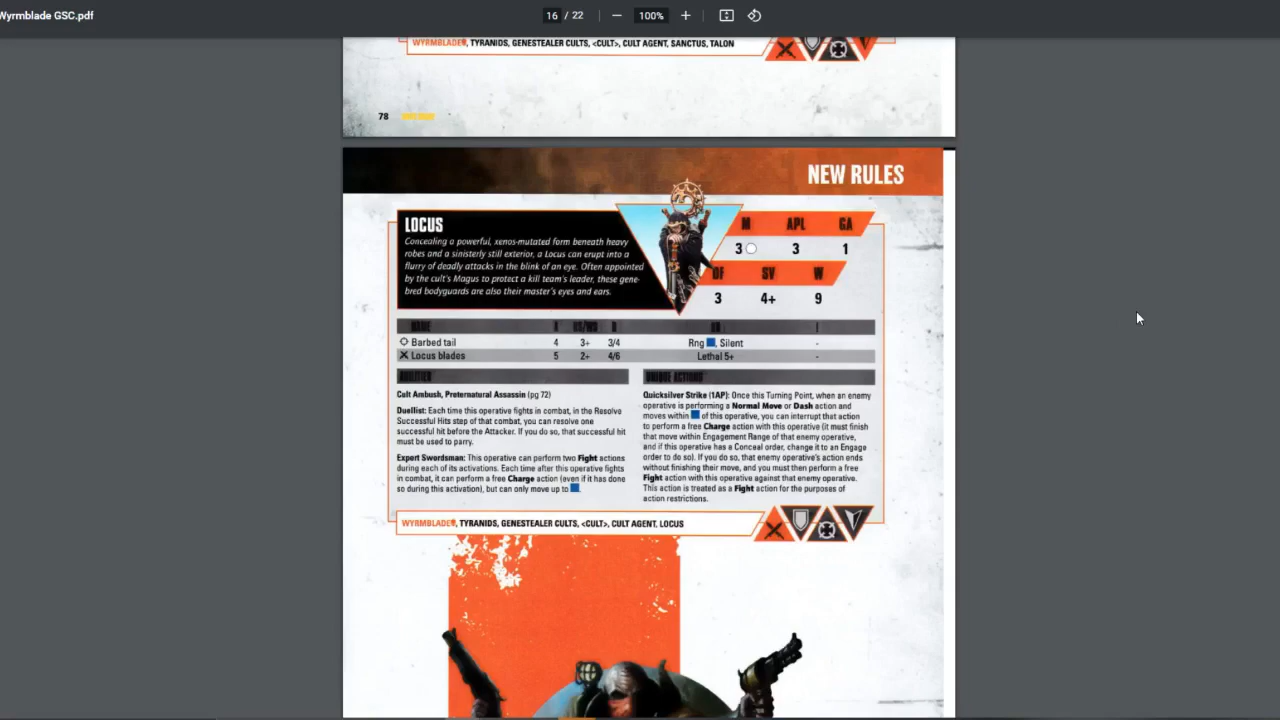 Wyrmblade GSC.pdf
16 / 22
100%
WYRMBLADE, TYRANIDS, GENESTEALER CULTS, <CULT>, CULT AGENT, SANCTUS, TALON
78
NEW RULES
LOCUS
Concealing a powerful, xenos-mutated form beneath heavy
robes and a sinisterly still exterior, a Locus can erupt into a
flurry of deadly attacks in the blink of an eye. Often appointed
by the cult's Magus to protect a kill team's leader, these gene-
bred bodyguards are also their master's eyes and ears.
M APL GA
3 3 1
DF SV W
3 4+ 9
NAME A BS/WS D SR !
Barbed tail 4 3+ 3/4 Rng , Silent -
Locus blades 5 2+ 4/6 Lethal 5+ -
ABILITIES
Cult Ambush, Preternatural Assassin (pg 72)
Duellist: Each time this operative fights in combat, in the Resolve
Successful Hits step of that combat, you can resolve one
successful hit before the Attacker. If you do so, that successful hit
must be used to parry.
Expert Swordsman: This operative can perform two Fight actions
during each of its activations. Each time after this operative fights
in combat, it can perform a free Charge action (even if it has done
so during this activation), but can only move up to .
UNIQUE ACTIONS
Quicksilver Strike (1AP): Once this Turning Point, when an enemy
operative is performing a Normal Move or Dash action and
moves within of this operative, you can interrupt that action
to perform a free Charge action with this operative (it must finish
that move within Engagement Range of that enemy operative,
and if this operative has a Conceal order, change it to an Engage
order to do so). If you do so, that enemy operative's action ends
without finishing their move, and you must then perform a free
Fight action with this operative against that enemy operative.
This action is treated as a Fight action for the purposes of
action restrictions.
WYRMBLADE, TYRANIDS, GENESTEALER CULTS, <CULT>, CULT AGENT, LOCUS